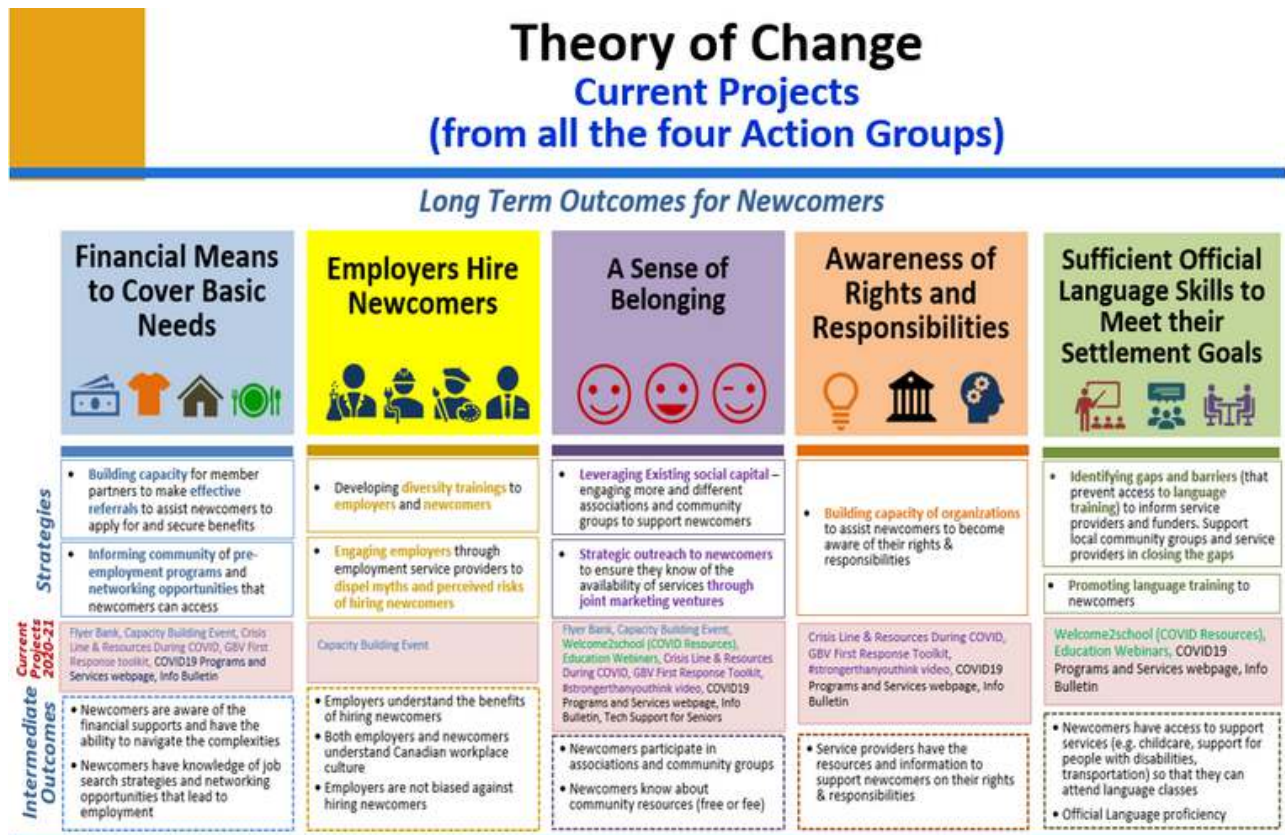 Theory of Change
Current Projects
(from all the four Action Groups)
Long Term Outcomes for Newcomers
Financial Means
to Cover Basic
Needs
Employers Hire
Newcomers
A Sense of
Belonging
Awareness of
Rights and
Responsibilities
Sufficient Official
Language Skills to
Meet their
Settlement Goals
Strategies
• Building capacity for member
partners to make effective
referrals to assist newcomers to
apply for and secure benefits
• Informing community of pre-
employment programs and
networking opportunities that
newcomers can access
• Developing diversity trainings to
employers and newcomers
• Engaging employers through
employment service providers to
dispel myths and perceived risks
of hiring newcomers
• Leveraging Existing social capital –
engaging more and different
associations and community
groups to support newcomers
• Strategic outreach to newcomers
to ensure they know of the
availability of services through
joint marketing ventures
• Building capacity of organizations
to assist newcomers to become
aware of their rights &
responsibilities
• Identifying gaps and barriers (that
prevent access to language
training) to inform service
providers and funders. Support
local community groups and service
providers in closing the gaps
• Promoting language training to
newcomers
Current
Projects
2020-21
Flyer Bank, Capacity Building Event, Crisis
Line & Resources During COVID, GBV First
Response toolkit, COVID19 Programs and
Services webpage, Info Bulletin
Capacity Building Event
Flyer Bank, Capacity Building Event,
Welcome2school (COVID Resources),
Education Webinars, Crisis Line & Resources
During COVID, GBV First Response Toolkit,
#strongerthanyouthink video, COVID19
Programs and Services webpage, Info
Bulletin, Tech Support for Seniors
Crisis Line & Resources During COVID,
GBV First Response Toolkit,
#strongerthanyouthink video, COVID19
Programs and Services webpage, Info
Bulletin
Welcome2school (COVID Resources),
Education Webinars, COVID19
Programs and Services webpage, Info
Bulletin
Intermediate
Outcomes
• Newcomers are aware of the
financial supports and have the
ability to navigate the complexities
• Newcomers have knowledge of job
search strategies and networking
opportunities that lead to
employment
• Employers understand the benefits
of hiring newcomers
• Both employers and newcomers
understand Canadian workplace
culture
• Employers are not biased against
hiring newcomers
• Newcomers participate in
associations and community groups
• Newcomers know about
community resources (free or fee)
• Service providers have the
resources and information to
support newcomers on their rights
& responsibilities
• Newcomers have access to support
services (e.g. childcare, support for
people with disabilities,
transportation) so that they can
attend language classes
• Official Language proficiency